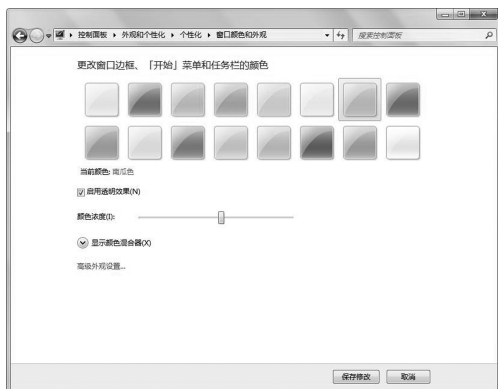 控制面板 ▸ 外观和个性化 ▸ 个性化 ▸ 窗口颜色和外观
搜索控制面板
更改窗口边框、「开始」菜单和任务栏的颜色
当前颜色: 南瓜色
启用透明效果(N)
颜色浓度(I):
显示颜色混合器(X)
高级外观设置...
保存修改 取消